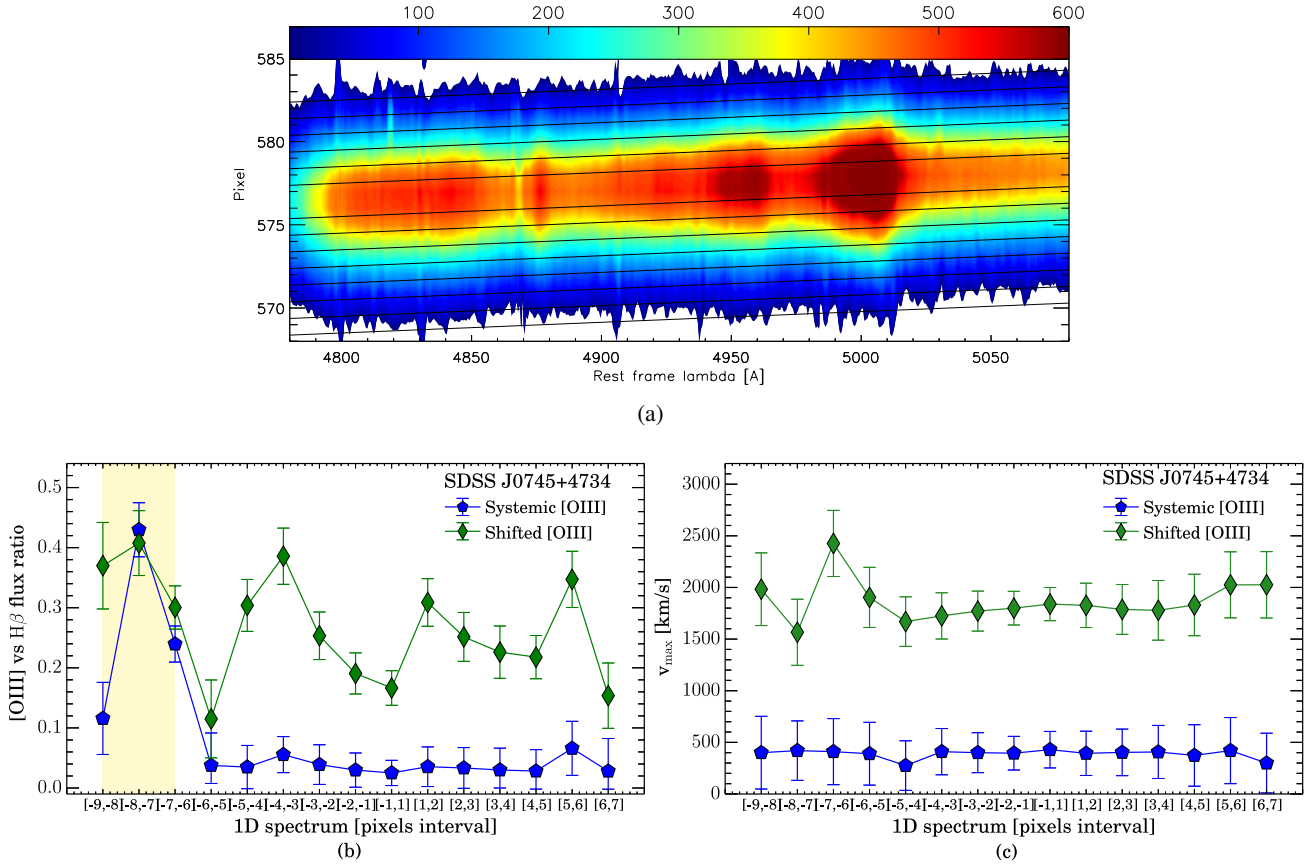 100 200 300 400 500 600
585
580
575
570
Pixel
4800 4850 4900 4950 5000 5050
Rest frame lambda [A]
(a)
SDSS J0745+4734
Systemic [OIII]
Shifted [OIII]
0.5
0.4
0.3
0.2
0.1
0.0
[OIII] vs Hβ flux ratio
[-9,-8] [-8,-7] [-7,-6] [-6,-5] [-5,-4] [-4,-3] [-3,-2] [-2,-1] [-1,1] [1,2] [2,3] [3,4] [4,5] [5,6] [6,7]
1D spectrum [pixels interval]
(b)
SDSS J0745+4734
Systemic [OIII]
Shifted [OIII]
3000
2500
2000
1500
1000
500
0
v_max [km/s]
[-9,-8] [-8,-7] [-7,-6] [-6,-5] [-5,-4] [-4,-3] [-3,-2] [-2,-1] [-1,1] [1,2] [2,3] [3,4] [4,5] [5,6] [6,7]
1D spectrum [pixels interval]
(c)